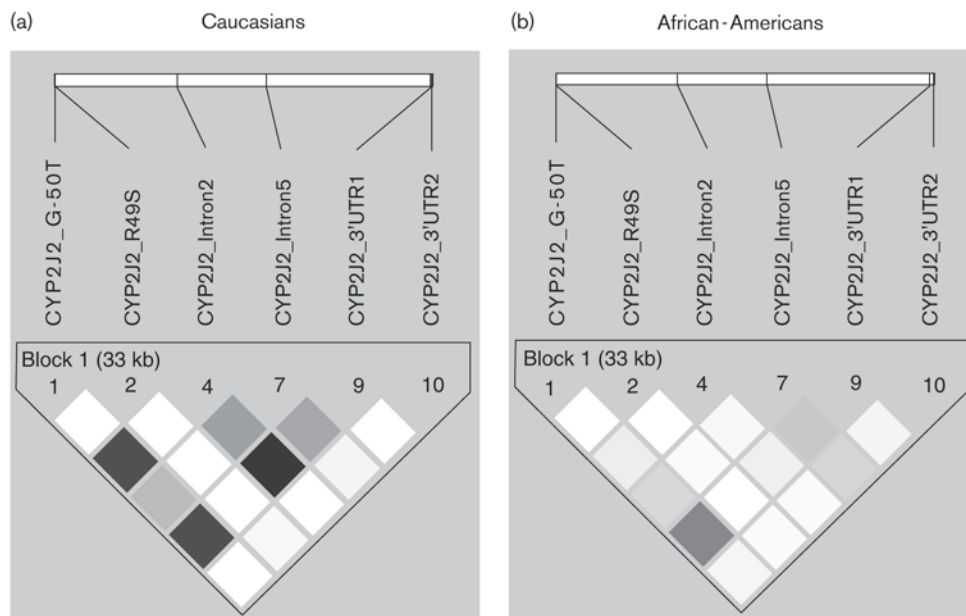 (a) Caucasians
CYP2J2_G-50T
CYP2J2_R49S
CYP2J2_Intron2
CYP2J2_Intron5
CYP2J2_3'UTR1
CYP2J2_3'UTR2
Block 1 (33 kb)
1 2 4 7 9 10
(b) African-Americans
CYP2J2_G-50T
CYP2J2_R49S
CYP2J2_Intron2
CYP2J2_Intron5
CYP2J2_3'UTR1
CYP2J2_3'UTR2
Block 1 (33 kb)
1 2 4 7 9 10